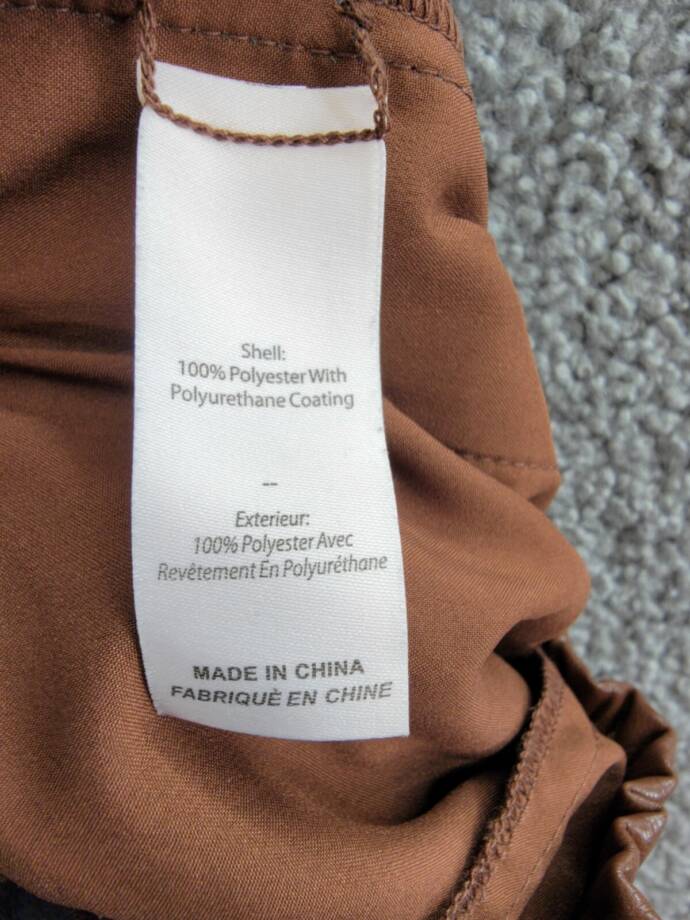 Shell:
100% Polyester With
Polyurethane Coating
--
Exterieur:
100% Polyester Avec
Revêtement En Polyuréthane
MADE IN CHINA
FABRIQUÈ EN CHINE